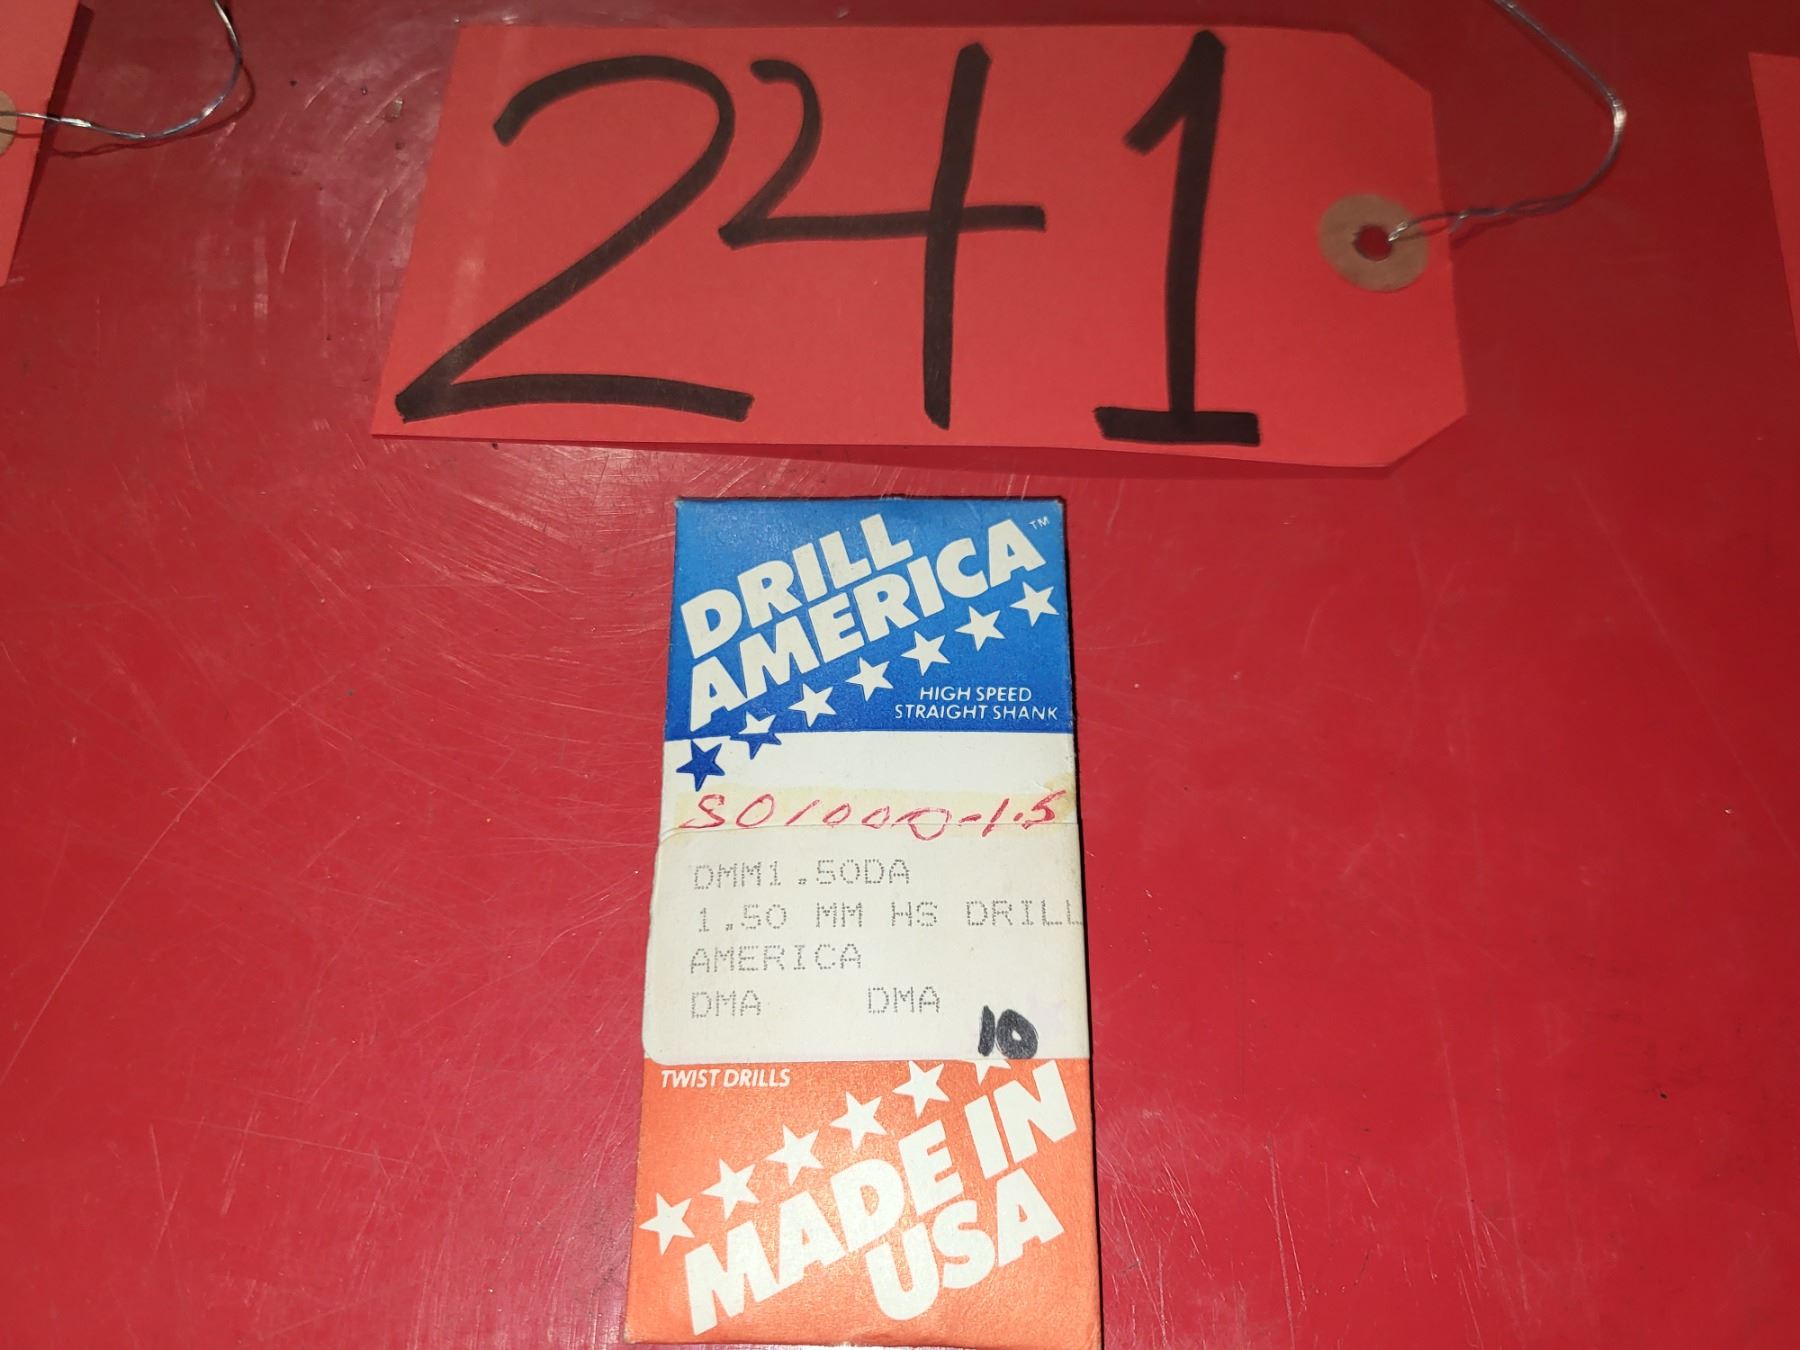 241
DRILL
AMERICA™
HIGH SPEED
STRAIGHT SHANK
SO1000-1.5
DMM1.50DA
1.50 MM HS DRILL
AMERICA
DMA DMA
10
TWIST DRILLS
MADE IN
USA